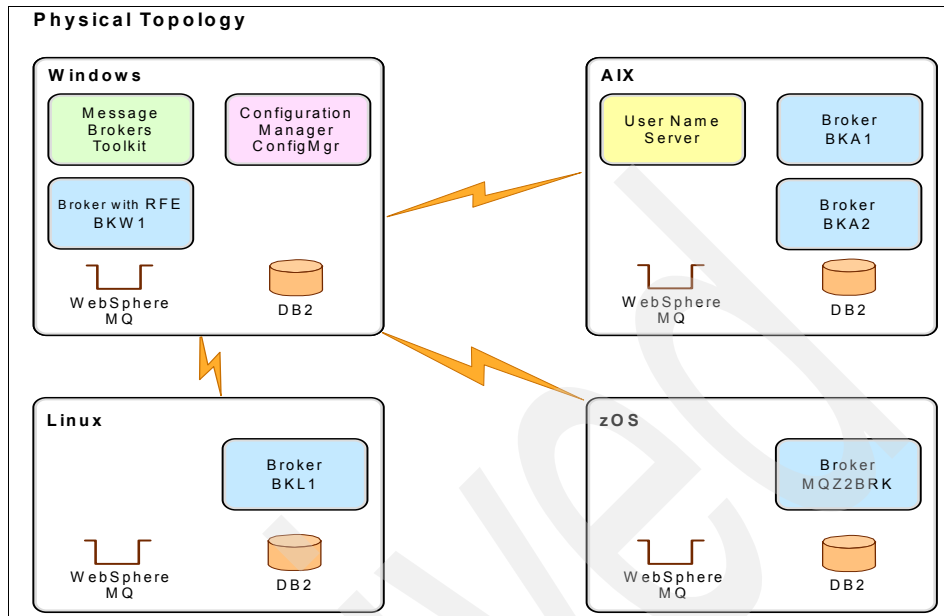 Physical Topology
Windows
Message
Brokers
Toolkit
Configuration
Manager
ConfigMgr
Broker with RFE
BKW1
WebSphere
MQ
DB2
AIX
User Name
Server
Broker
BKA1
Broker
BKA2
WebSphere
MQ
DB2
Linux
Broker
BKL1
WebSphere
MQ
DB2
zOS
Broker
MQZ2BRK
WebSphere
MQ
DB2